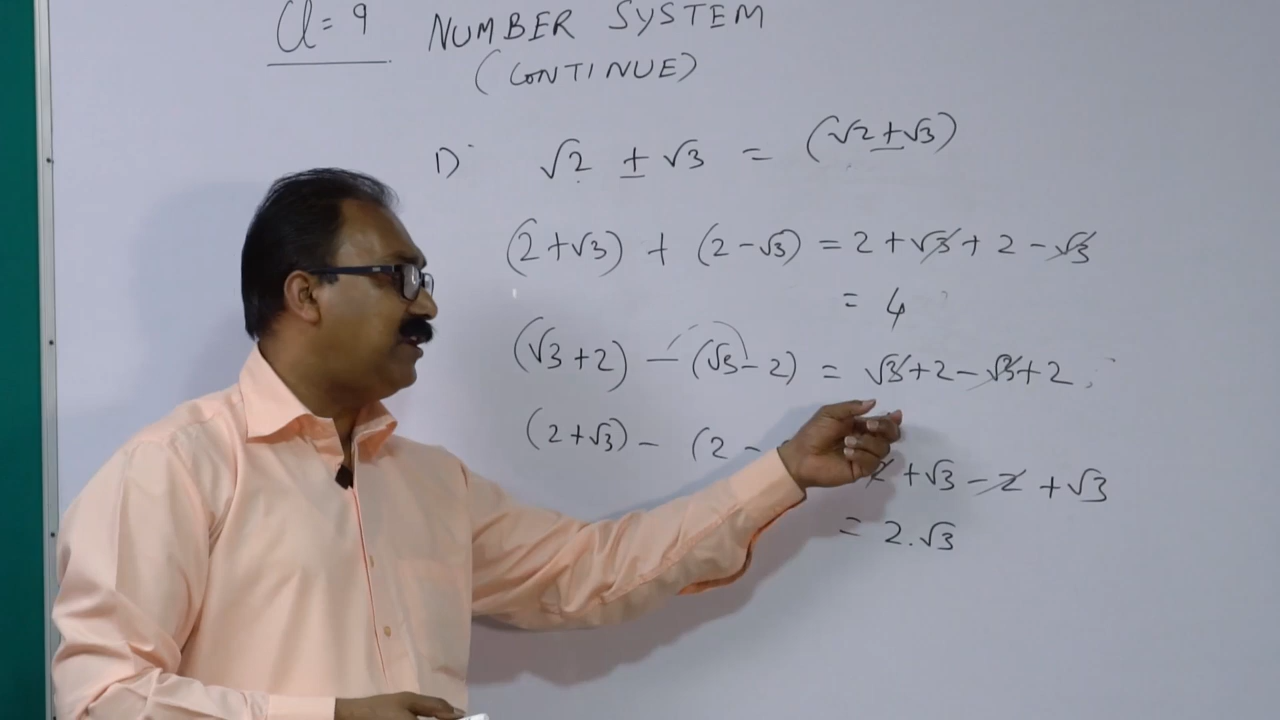 Cl = 9 NUMBER SYSTEM
(CONTINUE)
1) √2 ± √3 = (√2 ± √3)
(2 + √3) + (2 - √3) = 2 + √3 + 2 - √3
= 4
(√3 + 2) - (√3 - 2) = √3 + 2 - √3 + 2
(2 + √3) - (2 - 2 + √3 - 2 + √3
= 2.√3